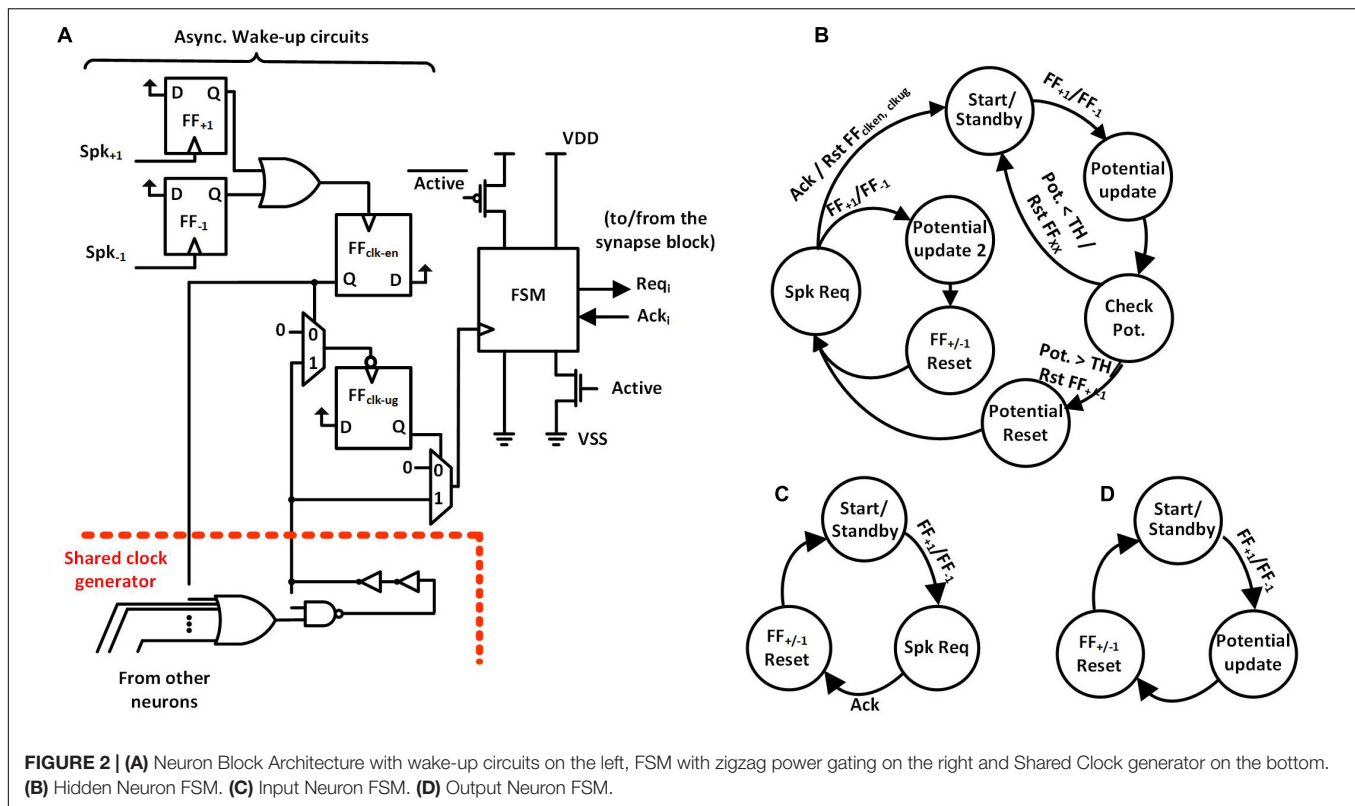 A
Async. Wake-up circuits
D Q
FF+1
Spk+1
D Q
FF-1
Spk-1
FFclk-en
Q D
0
0
1
FFclk-ug
D Q
0
0
1
Active
VDD
(to/from the
synapse block)
FSM
Reqi
Acki
Active
VSS
Shared clock
generator
From other
neurons
B
Start/
Standby
FF+1/FF-1
Potential
update
Ack / Rst FFclken, clkug
FF+1/FF-1
Potential
update 2
Pot. < TH /
Rst FFxx
Spk Req
FF+/-1
Reset
Check
Pot.
Pot. > TH/
Rst FF+/-1
Potential
Reset
C
Start/
Standby
FF+1/FF-1
FF+/-1
Reset
Spk Req
Ack
D
Start/
Standby
FF+1/FF-1
FF+/-1
Reset
Potential
update
FIGURE 2 | (A) Neuron Block Architecture with wake-up circuits on the left, FSM with zigzag power gating on the right and Shared Clock generator on the bottom.
(B) Hidden Neuron FSM. (C) Input Neuron FSM. (D) Output Neuron FSM.